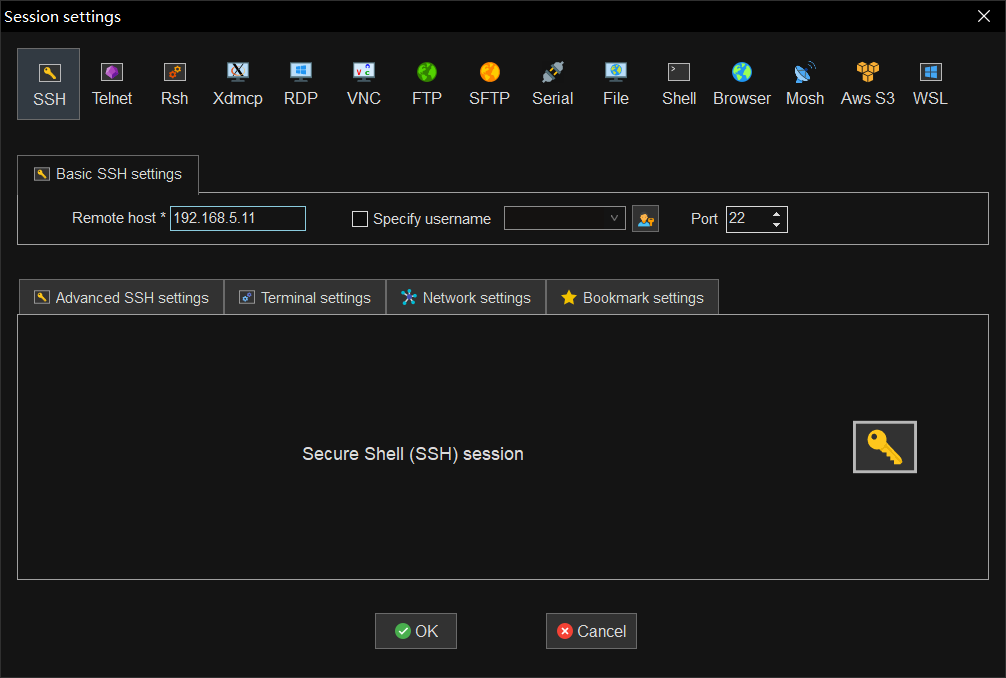 Session settings
SSH Telnet Rsh Xdmcp RDP VNC FTP SFTP Serial File Shell Browser Mosh Aws S3 WSL
Basic SSH settings
Remote host * 192.168.5.11 Specify username Port 22
Advanced SSH settings Terminal settings Network settings Bookmark settings
Secure Shell (SSH) session
OK Cancel